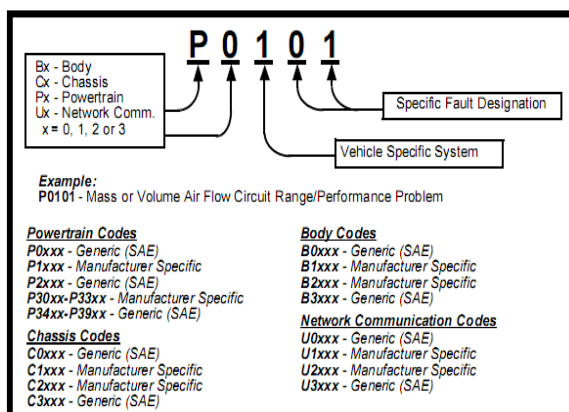 P 0 1 0 1
Bx - Body
Cx - Chassis
Px - Powertrain
Ux - Network Comm.
x = 0, 1, 2 or 3
Specific Fault Designation
Vehicle Specific System
Example:
P0101 - Mass or Volume Air Flow Circuit Range/Performance Problem
Powertrain Codes
P0xxx - Generic (SAE)
P1xxx - Manufacturer Specific
P2xxx - Generic (SAE)
P30xx-P33xx - Manufacturer Specific
P34xx-P39xx - Generic (SAE)
Chassis Codes
C0xxx - Generic (SAE)
C1xxx - Manufacturer Specific
C2xxx - Manufacturer Specific
C3xxx - Generic (SAE)
Body Codes
B0xxx - Generic (SAE)
B1xxx - Manufacturer Specific
B2xxx - Manufacturer Specific
B3xxx - Generic (SAE)
Network Communication Codes
U0xxx - Generic (SAE)
U1xxx - Manufacturer Specific
U2xxx - Manufacturer Specific
U3xxx - Generic (SAE)